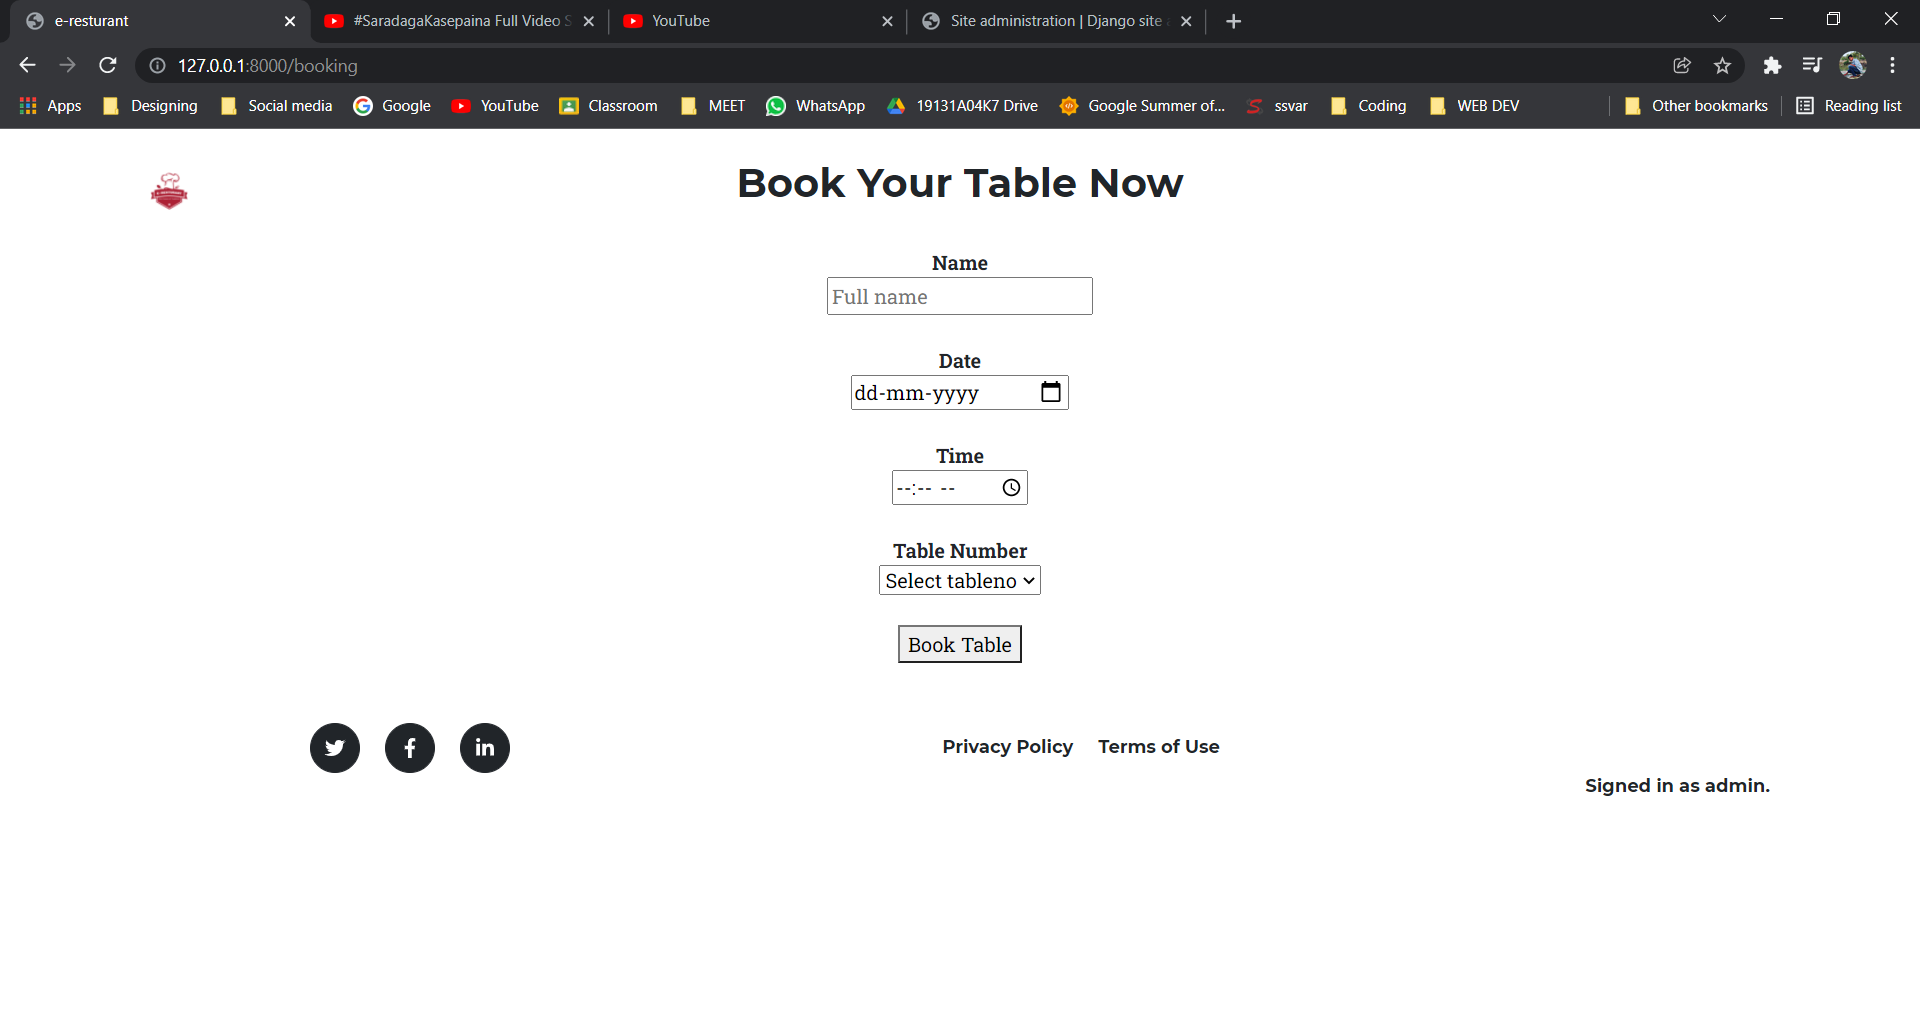 e-resturant
#SaradagaKasepaina Full Video S
YouTube
Site administration | Django site a
127.0.0.1:8000/booking
Apps Designing Social media Google YouTube Classroom MEET WhatsApp 19131A04K7 Drive Google Summer of... ssvar Coding WEB DEV Other bookmarks Reading list
Book Your Table Now
Name
Full name
Date
dd-mm-yyyy
Time
--:-- --
Table Number
Select tableno
Book Table
Privacy Policy Terms of Use
Signed in as admin.